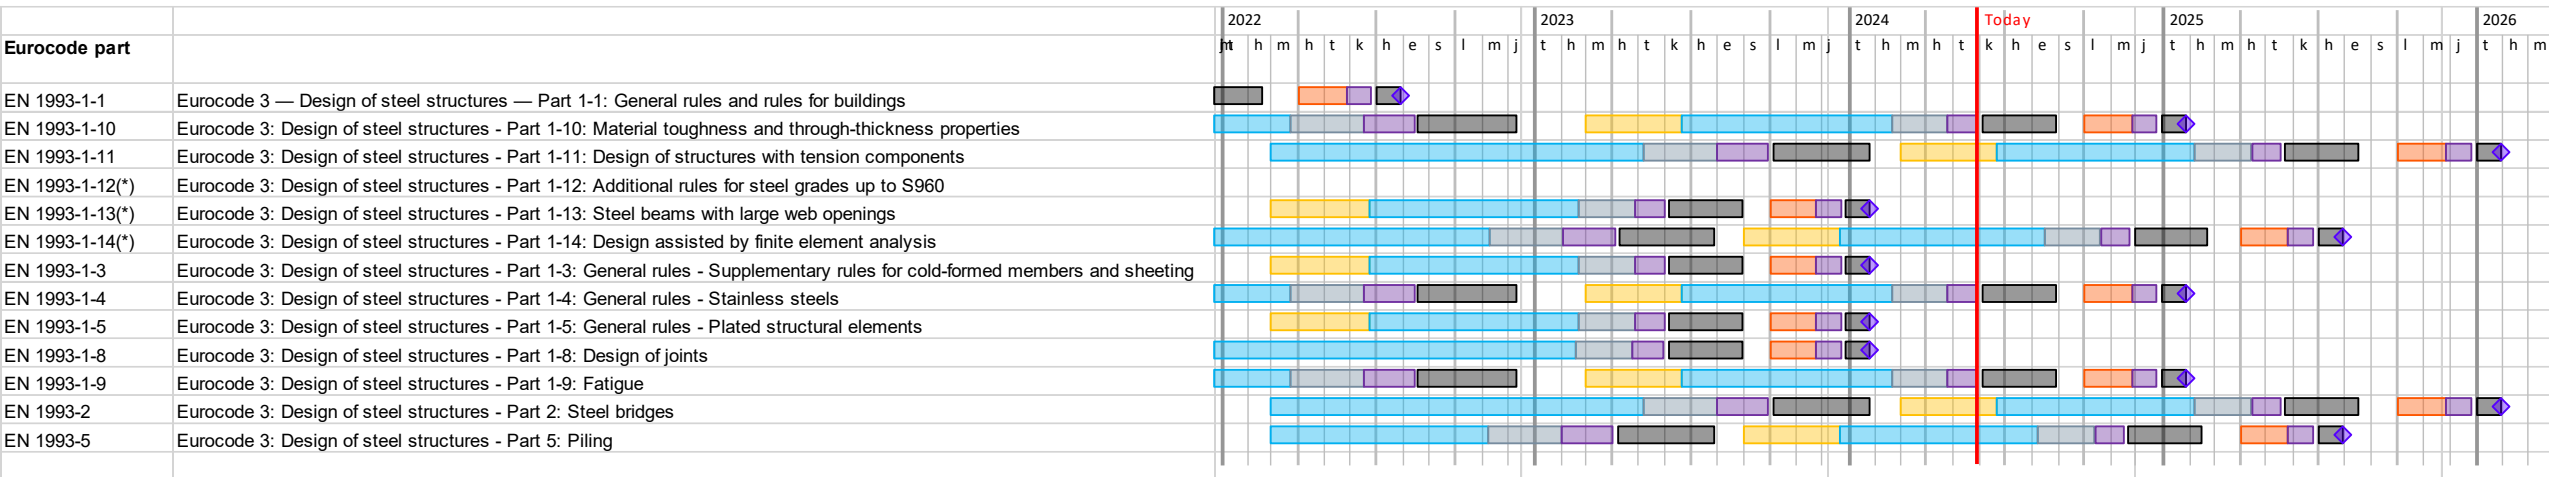 2022 2023 2024 Today 2025 2026
Eurocode part
h m h t k h e s l m j t h m h t k h e s l m j t h m h t k h e s l m j t h m h t k h e s l m j t h m
EN 1993-1-1 Eurocode 3 — Design of steel structures — Part 1-1: General rules and rules for buildings
EN 1993-1-10 Eurocode 3: Design of steel structures - Part 1-10: Material toughness and through-thickness properties
EN 1993-1-11 Eurocode 3: Design of steel structures - Part 1-11: Design of structures with tension components
EN 1993-1-12(*) Eurocode 3: Design of steel structures - Part 1-12: Additional rules for steel grades up to S960
EN 1993-1-13(*) Eurocode 3: Design of steel structures - Part 1-13: Steel beams with large web openings
EN 1993-1-14(*) Eurocode 3: Design of steel structures - Part 1-14: Design assisted by finite element analysis
EN 1993-1-3 Eurocode 3: Design of steel structures - Part 1-3: General rules - Supplementary rules for cold-formed members and sheeting
EN 1993-1-4 Eurocode 3: Design of steel structures - Part 1-4: General rules - Stainless steels
EN 1993-1-5 Eurocode 3: Design of steel structures - Part 1-5: General rules - Plated structural elements
EN 1993-1-8 Eurocode 3: Design of steel structures - Part 1-8: Design of joints
EN 1993-1-9 Eurocode 3: Design of steel structures - Part 1-9: Fatigue
EN 1993-2 Eurocode 3: Design of steel structures - Part 2: Steel bridges
EN 1993-5 Eurocode 3: Design of steel structures - Part 5: Piling